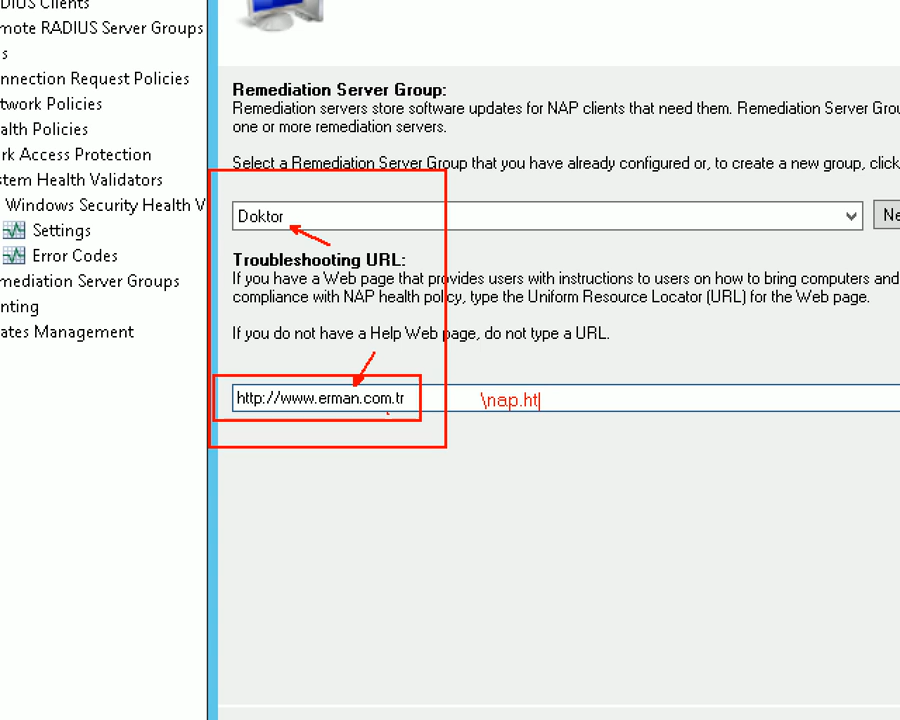 DIUS Clients
mote RADIUS Server Groups
s
nnection Request Policies
twork Policies
alth Policies
rk Access Protection
stem Health Validators
Windows Security Health V
Settings
Error Codes
mediation Server Groups
nting
ates Management
Remediation Server Group:
Remediation servers store software updates for NAP clients that need them. Remediation Server Grou
one or more remediation servers.
Select a Remediation Server Group that you have already configured or, to create a new group, click
Doktor
Ne
Troubleshooting URL:
If you have a Web page that provides users with instructions to users on how to bring computers and
compliance with NAP health policy, type the Uniform Resource Locator (URL) for the Web page.
If you do not have a Help Web page, do not type a URL.
http://www.erman.com.tr
\nap.ht